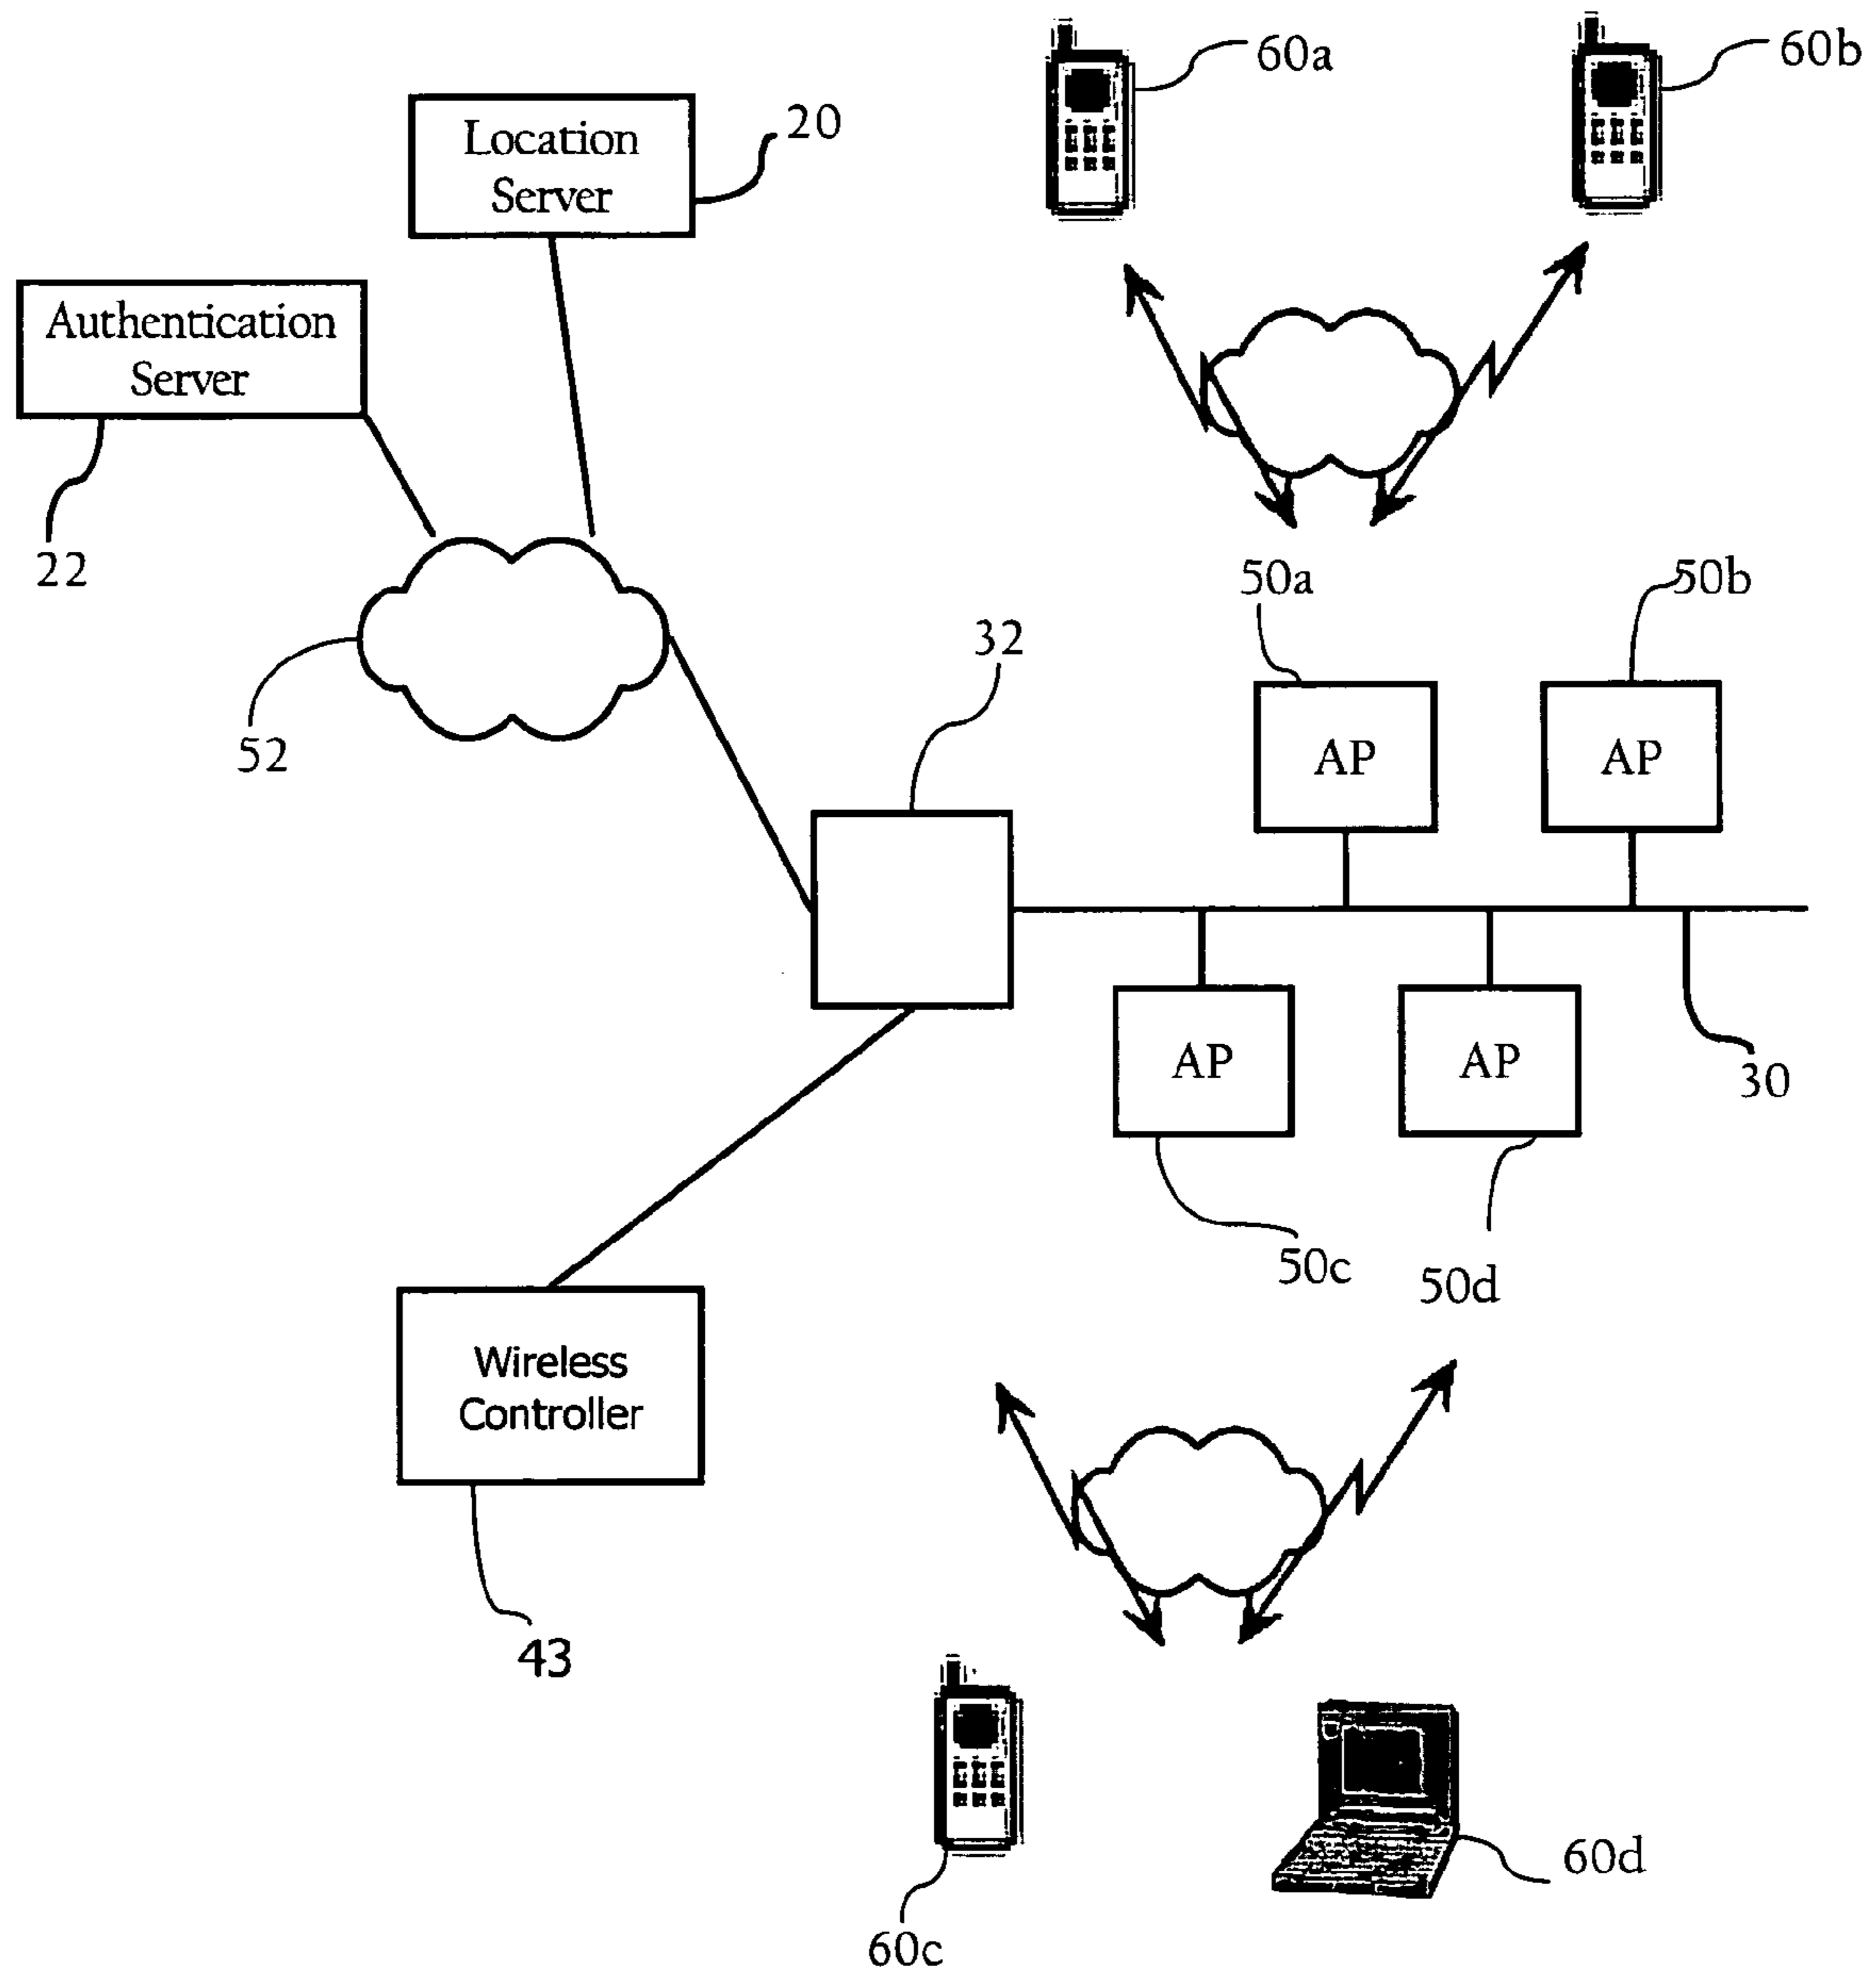 60a
60b
Location
Server
20
Authentication
Server
22
52
32
50a
50b
AP
AP
AP
AP
30
50c
50d
Wireless
Controller
43
60c
60d